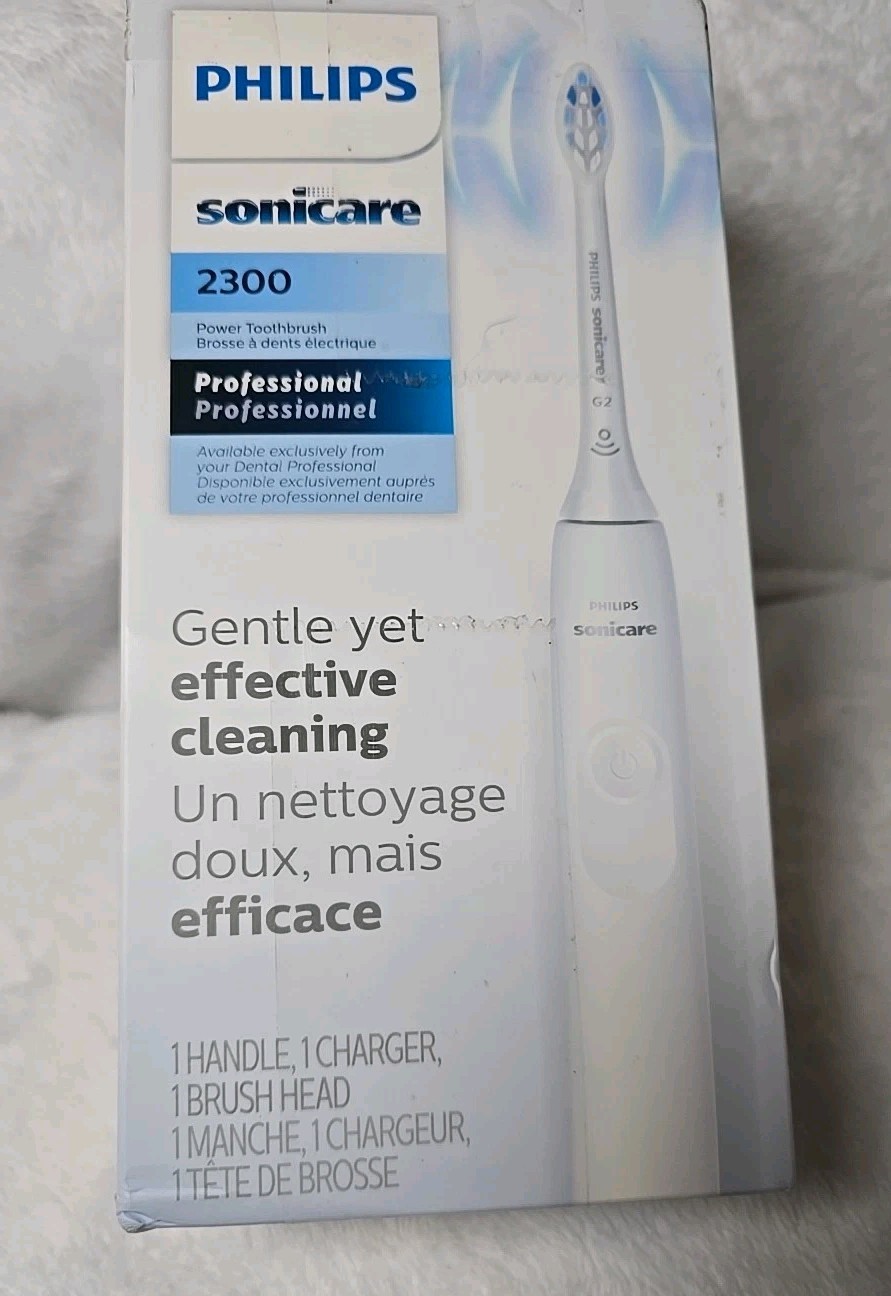 PHILIPS
sonicare
2300
Power Toothbrush
Brosse à dents électrique
Professional
Professionnel
Available exclusively from
your Dental Professional
Disponible exclusivement auprès
de votre professionnel dentaire
PHILIPS sonicare
G2
PHILIPS
sonicare
Gentle yet
effective
cleaning
Un nettoyage
doux, mais
efficace
1 HANDLE, 1 CHARGER,
1 BRUSH HEAD
1 MANCHE, 1 CHARGEUR,
1 TÊTE DE BROSSE